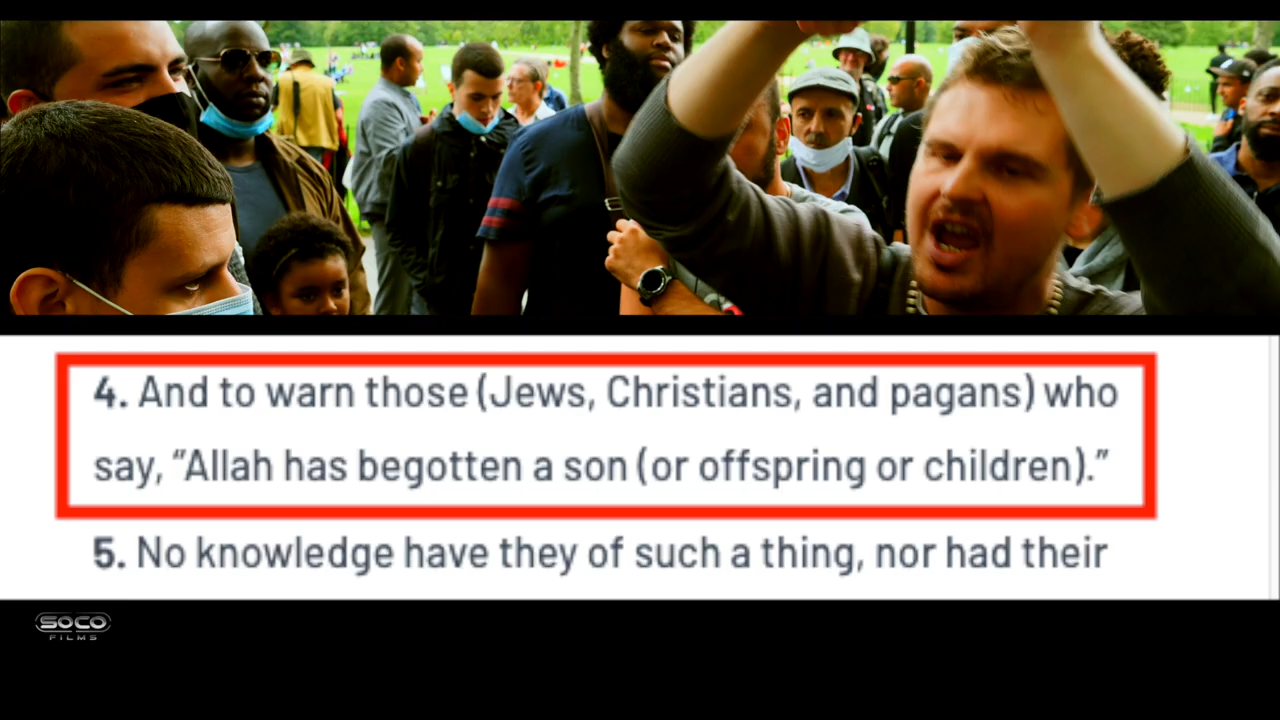 4. And to warn those (Jews, Christians, and pagans) who
say, “Allah has begotten a son (or offspring or children).”
5. No knowledge have they of such a thing, nor had their
SOCO
FILMS